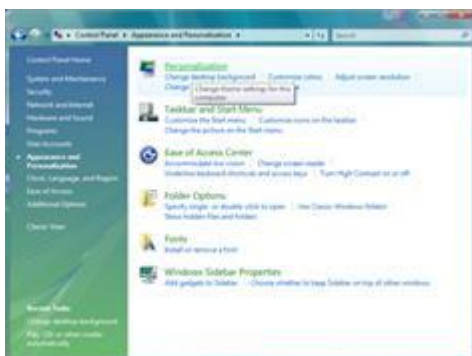 Control Panel ▸ Appearance and Personalization ▸
Search
Control Panel Home
System and Maintenance
Security
Network and Internet
Hardware and Sound
Programs
User Accounts
Appearance and
Personalization
Clock, Language, and Region
Ease of Access
Additional Options
Classic View
Recent Tasks
Change desktop background
Play CDs or other media
automatically
Personalization
Change desktop background
Customize colors
Adjust screen resolution
Change
Change theme settings for this
computer
Taskbar and Start Menu
Customize the Start menu
Customize icons on the taskbar
Change the picture on the Start menu
Ease of Access Center
Accommodate low vision
Change screen reader
Underline keyboard shortcuts and access keys
Turn High Contrast on or off
Folder Options
Specify single- or double-click to open
Use Classic Windows folders
Show hidden files and folders
Fonts
Install or remove a font
Windows Sidebar Properties
Add gadgets to Sidebar
Choose whether to keep Sidebar on top of other windows